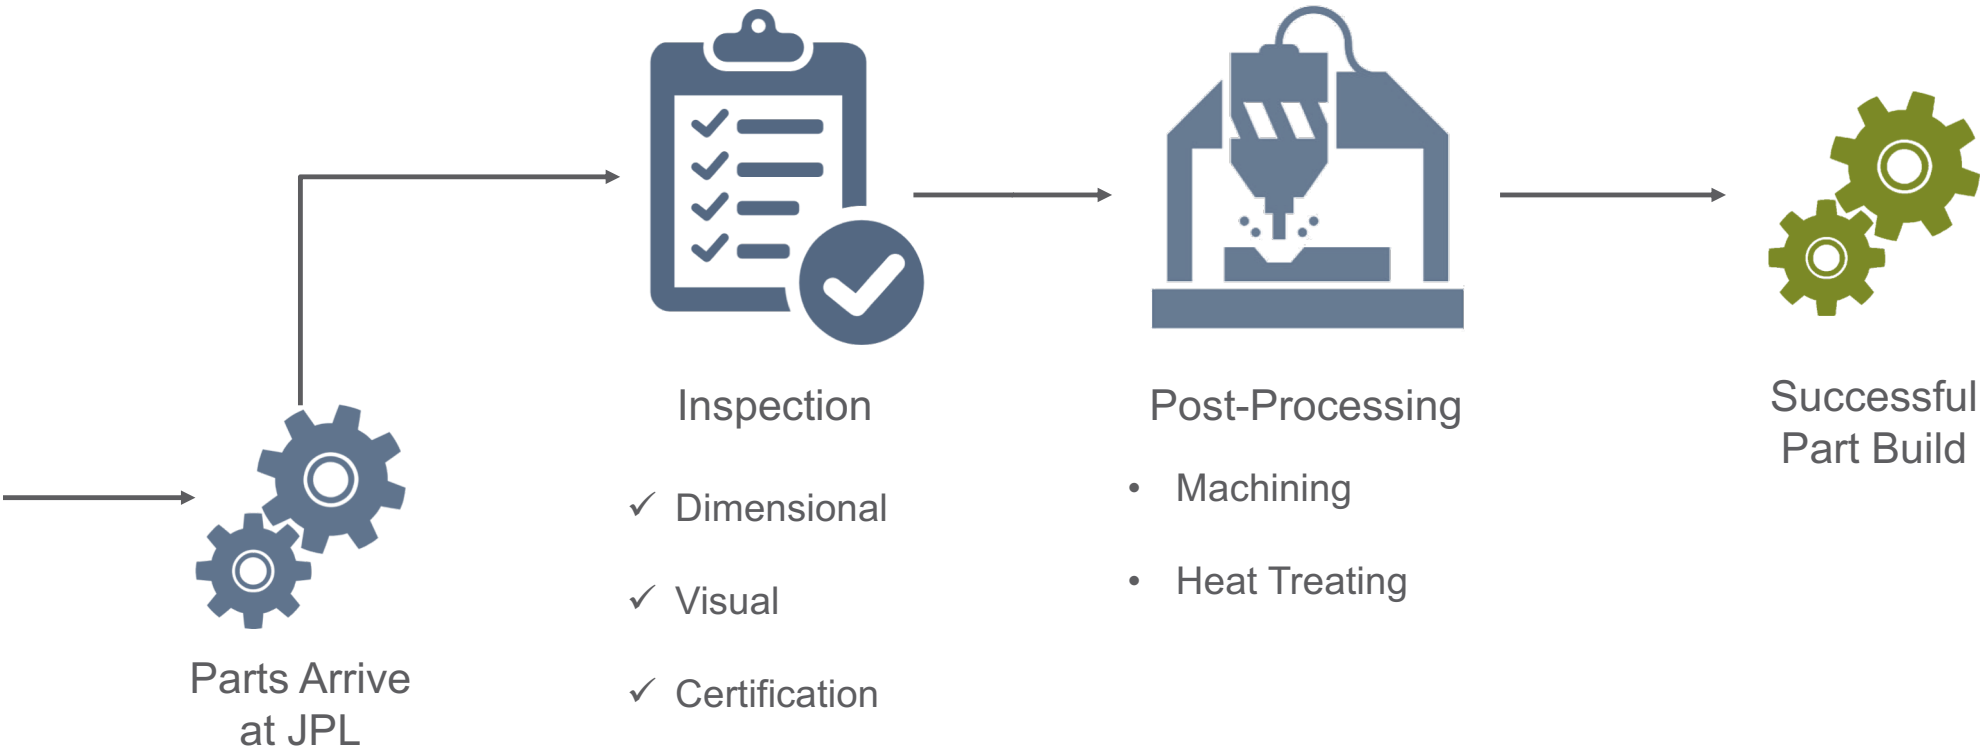 Parts Arrive
at JPL
Inspection
✓ Dimensional
✓ Visual
✓ Certification
Post-Processing
• Machining
• Heat Treating
Successful
Part Build